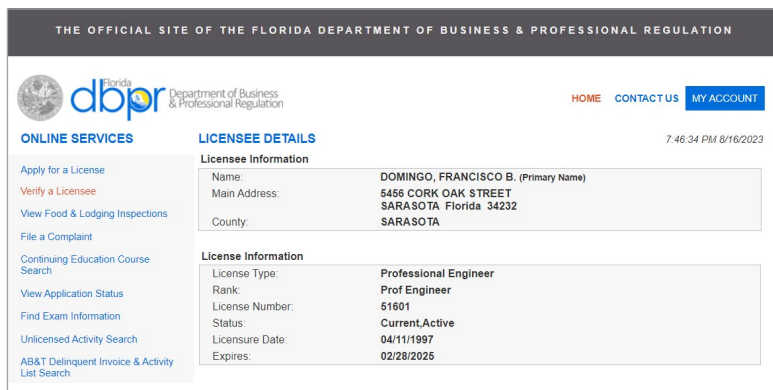 THE OFFICIAL SITE OF THE FLORIDA DEPARTMENT OF BUSINESS & PROFESSIONAL REGULATION
Florida
dbpr Department of Business
& Professional Regulation
HOME CONTACT US MY ACCOUNT
ONLINE SERVICES
Apply for a License
Verify a Licensee
View Food & Lodging Inspections
File a Complaint
Continuing Education Course
Search
View Application Status
Find Exam Information
Unlicensed Activity Search
AB&T Delinquent Invoice & Activity
List Search
LICENSEE DETAILS 7:46:34 PM 8/16/2023
Licensee Information
Name: DOMINGO, FRANCISCO B. (Primary Name)
Main Address: 5456 CORK OAK STREET
SARASOTA Florida 34232
County: SARASOTA
License Information
License Type: Professional Engineer
Rank: Prof Engineer
License Number: 51601
Status: Current,Active
Licensure Date: 04/11/1997
Expires: 02/28/2025